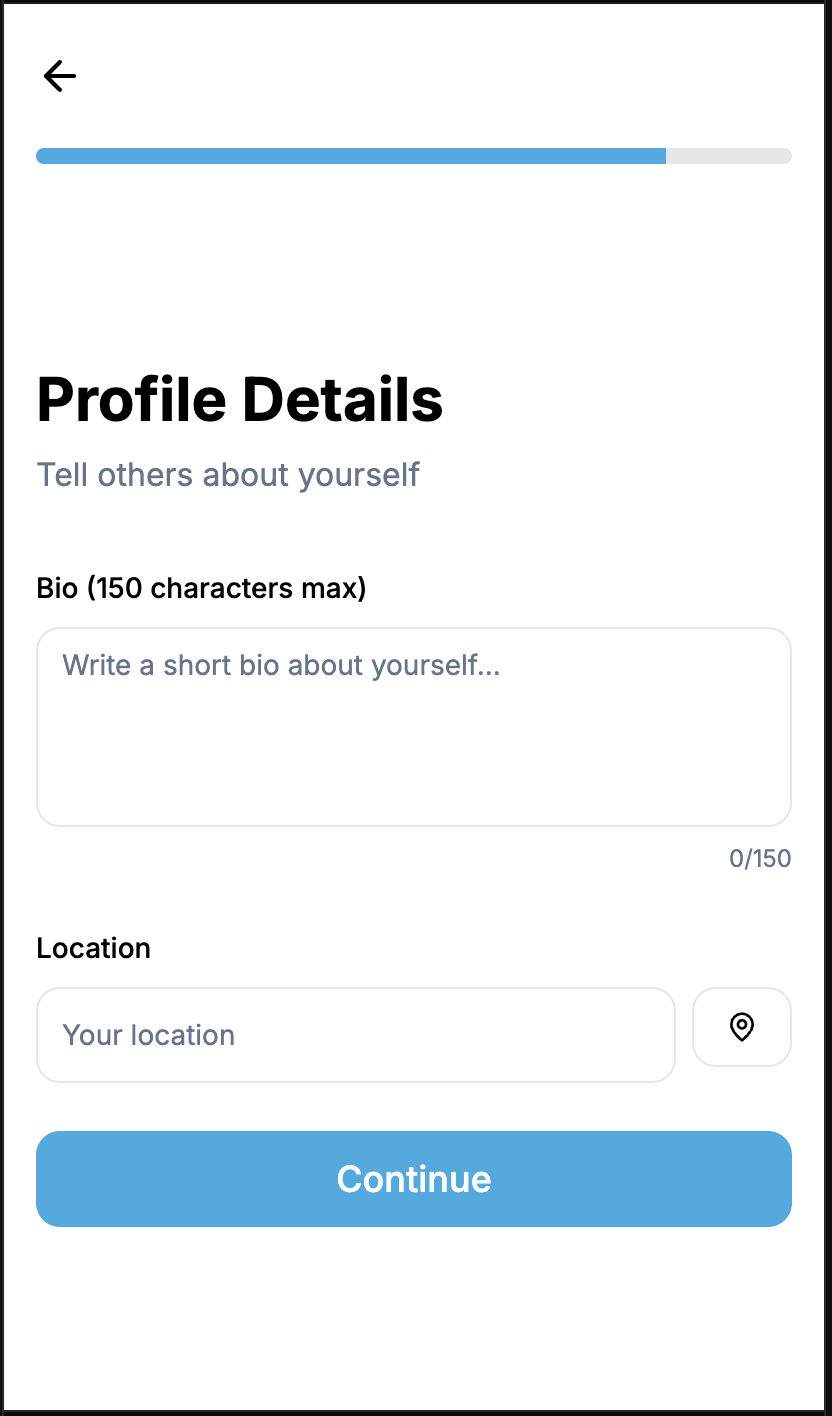 Profile Details
Tell others about yourself
Bio (150 characters max)
Write a short bio about yourself...
0/150
Location
Your location
Continue